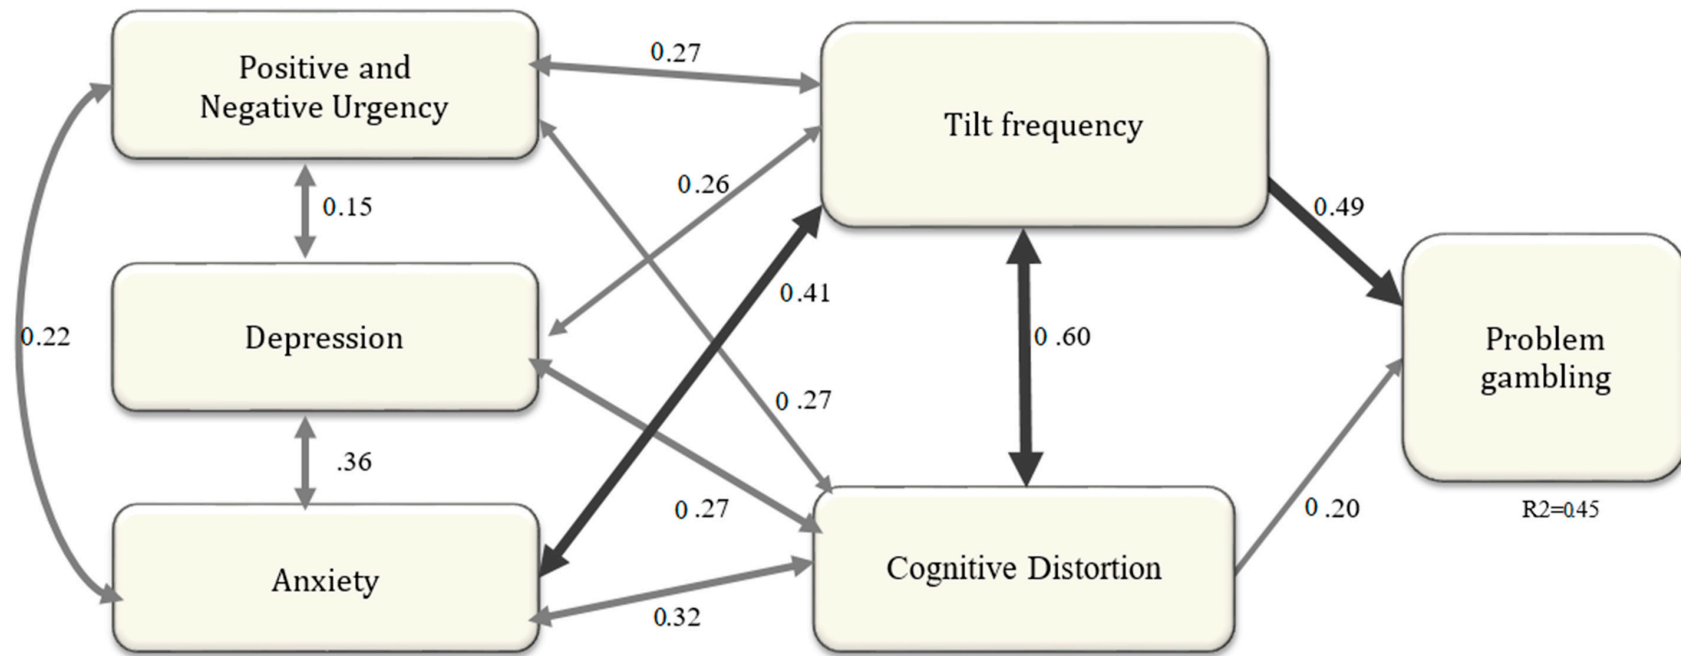 Positive and
Negative Urgency
0.27
Tilt frequency
0.15
0.26
0.49
0.41
0.22
Depression
0 .60
Problem
gambling
0 .27
.36
0 .27
0 .20
R2=0.45
Anxiety
Cognitive Distortion
0.32